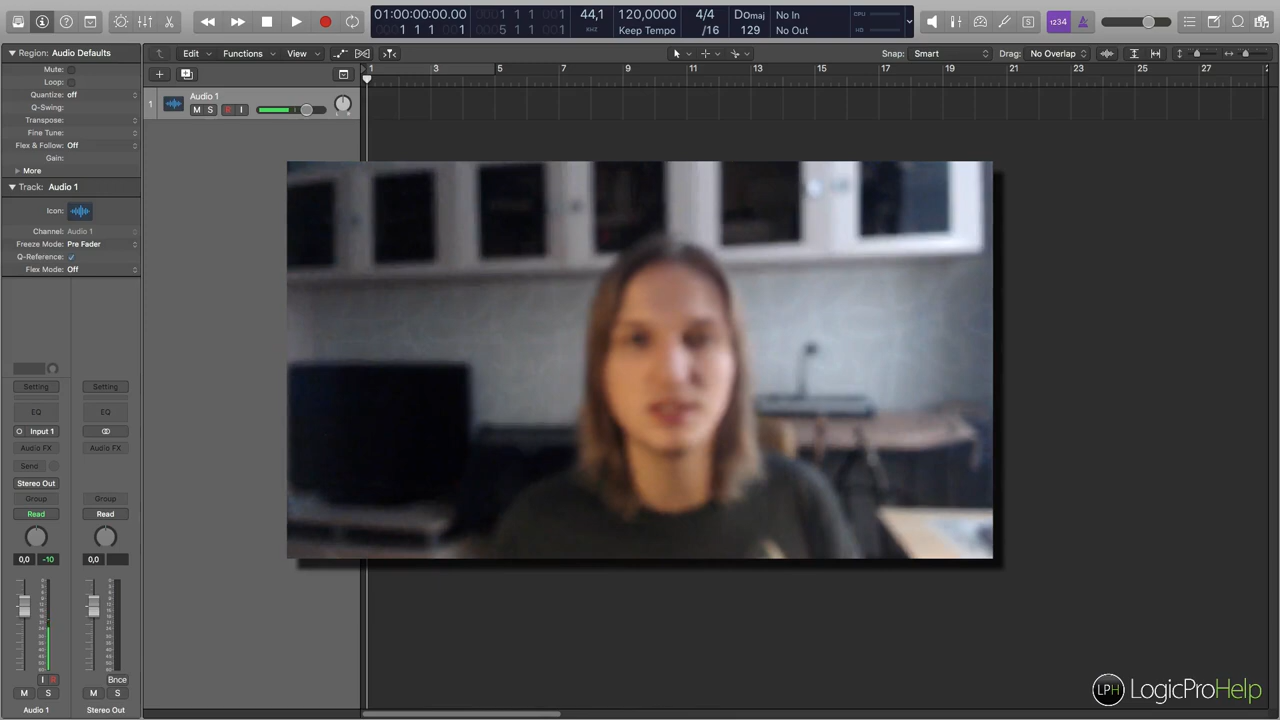 01:00:00:00.00
1 1 1 1
44,1
KHZ
120,0000
Keep Tempo
4/4
/16
Dmaj
129
No In
No Out
CPU
HD
1234
S
Region: Audio Defaults
Edit
Functions
View
Snap: Smart
Drag: No Overlap
Mute:
Loop:
Quantize: off
Q-Swing:
Transpose:
Fine Tune:
Flex & Follow: Off
Gain:
More
1 3 5 7 9 11 13 15 17 19 21 23 25 27
1
Audio 1
M S R I
L R
Track: Audio 1
Icon:
Channel: Audio 1
Freeze Mode: Pre Fader
Q-Reference:
Flex Mode: Off
Setting Setting
EQ EQ
Input 1
Audio FX Audio FX
Send
Stereo Out
Group Group
Read Read
0,0 -10 0,0
I R Bnce
M S M S
Audio 1 Stereo Out
LPH LogicProHelp